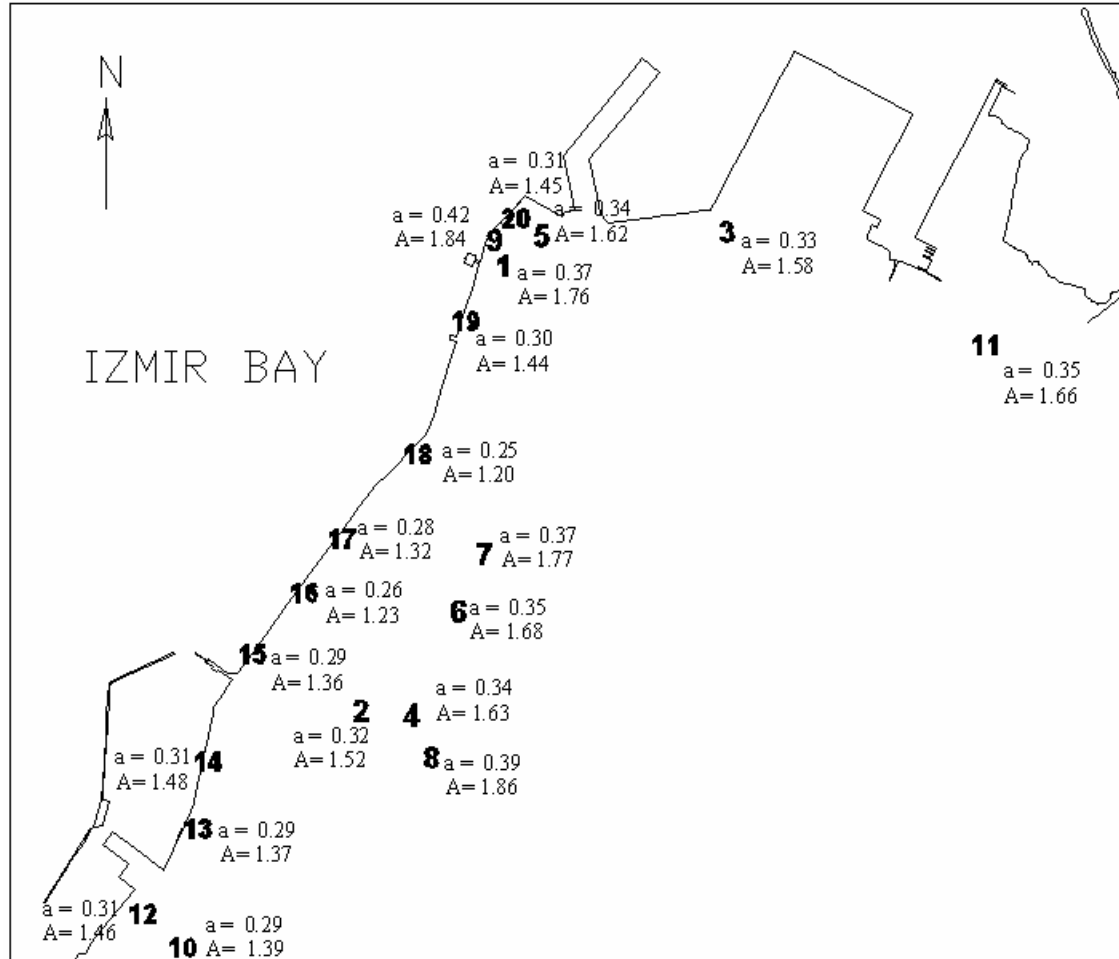 N
a = 0.31
A= 1.45
20
a = 0.34
A= 1.62
a = 0.42
A= 1.84
9
5
3
a = 0.33
A= 1.58
1
a = 0.37
A= 1.76
19
a = 0.30
A= 1.44
IZMIR BAY
11
a = 0.35
A= 1.66
18
a = 0.25
A= 1.20
17
a = 0.28
A= 1.32
7
a = 0.37
A= 1.77
16
a = 0.26
A= 1.23
6
a = 0.35
A= 1.68
15
a = 0.29
A= 1.36
2
a = 0.32
A= 1.52
4
a = 0.34
A= 1.63
8
a = 0.39
A= 1.86
14
a = 0.31
A= 1.48
13
a = 0.29
A= 1.37
12
a = 0.31
A= 1.46
10
a = 0.29
A= 1.39